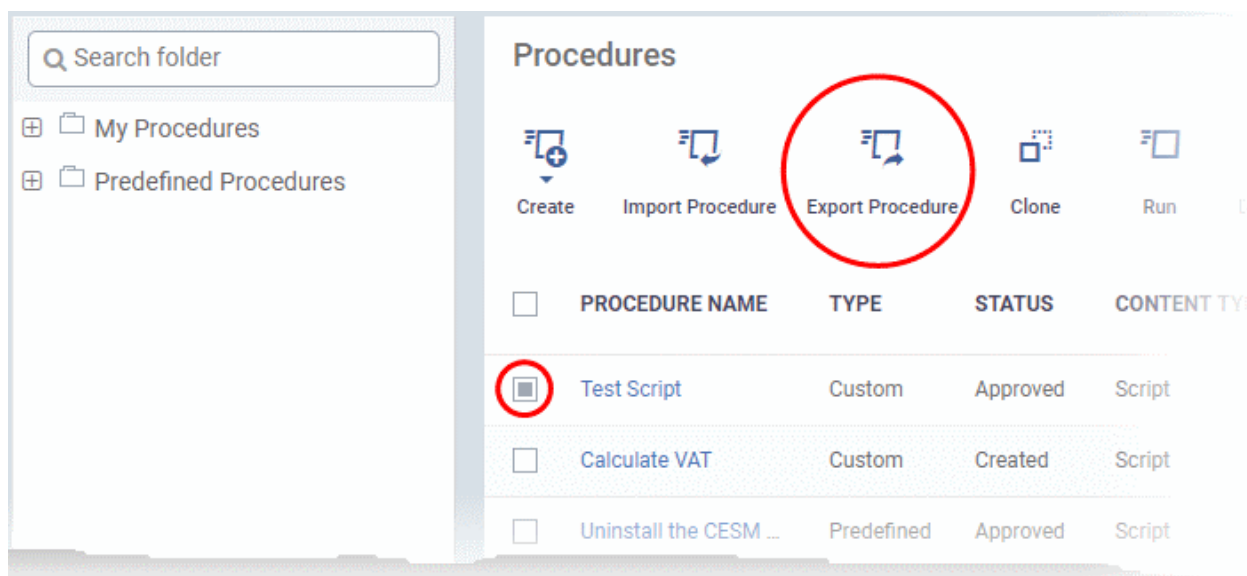 Search folder
My Procedures
Predefined Procedures
Procedures
Create Import Procedure Export Procedure Clone Run
PROCEDURE NAME TYPE STATUS CONTENT
Test Script Custom Approved Script
Calculate VAT Custom Created Script
Uninstall the CESM ... Predefined Approved Script